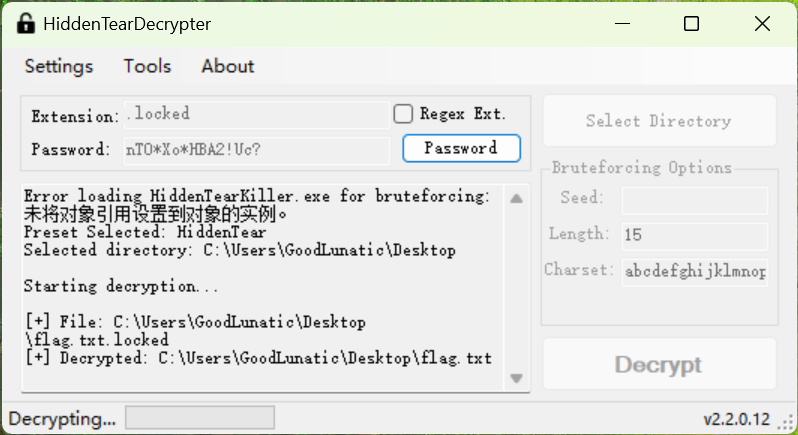 HiddenTearDecrypter
Settings Tools About
Extension: .locked Regex Ext.
Password: nTO*Xo*HBA2!Uc? Password
Select Directory
Bruteforcing Options
Seed:
Length: 15
Charset: abcdefghijklmnop
Error loading HiddenTearKiller.exe for bruteforcing:
未将对象引用设置到对象的实例。
Preset Selected: HiddenTear
Selected directory: C:\Users\GoodLunatic\Desktop
Starting decryption...
[+] File: C:\Users\GoodLunatic\Desktop
\flag.txt.locked
[+] Decrypted: C:\Users\GoodLunatic\Desktop\flag.txt
Decrypt
Decrypting... v2.2.0.12